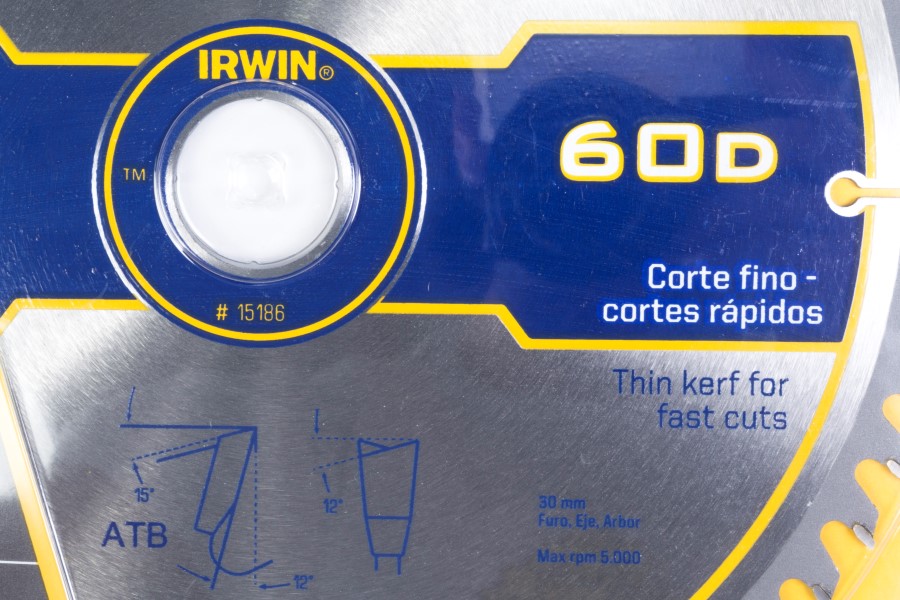 IRWIN®
TM
# 15186
60D
Corte fino -
cortes rápidos
Thin kerf for
fast cuts
15°
ATB
12°
12°
30 mm
Furo, Eje, Arbor
Max rpm 5.000